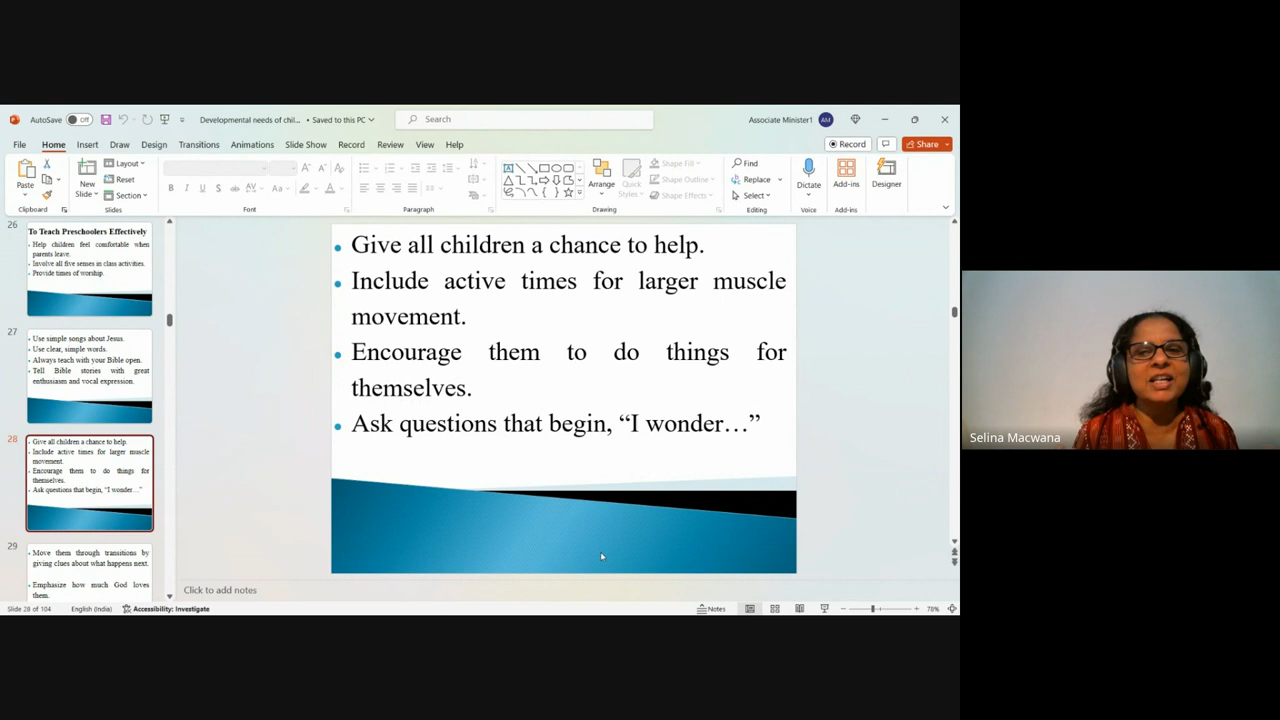 AutoSave Off
Developmental needs of chil... • Saved to this PC
Search
Associate Minister1 AM
File Home Insert Draw Design Transitions Animations Slide Show Record Review View Help
Record
Share
Paste
New
Slide
Layout
Reset
Section
B I U S ab AV Aa A
Arrange
Quick
Styles
Shape Fill
Shape Outline
Shape Effects
Find
Replace
Select
Dictate
Add-ins
Designer
Clipboard Slides Font Paragraph Drawing Editing Voice Add-ins
26
To Teach Preschoolers Effectively
Help children feel comfortable when
parents leave.
Involve all five senses in class activities.
Provide times of worship.
27
Use simple songs about Jesus.
Use clear, simple words.
Always teach with your Bible open.
Tell Bible stories with great
enthusiasm and vocal expression.
28
Give all children a chance to help.
Include active times for larger muscle
movement.
Encourage them to do things for
themselves.
Ask questions that begin, “I wonder…”
29
Move them through transitions by
giving clues about what happens next.
Emphasize how much God loves
them.
• Give all children a chance to help.
• Include active times for larger muscle
movement.
• Encourage them to do things for
themselves.
• Ask questions that begin, “I wonder…”
Click to add notes
Slide 28 of 104 English (India) Accessibility: Investigate
Notes
78%
Selina Macwana